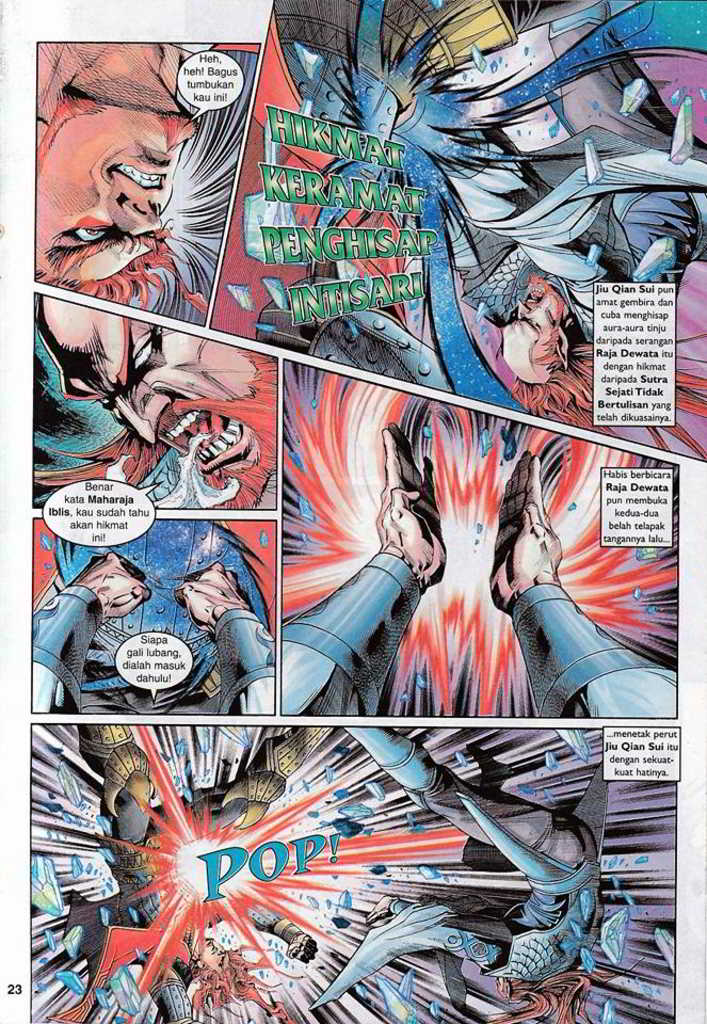 Heh,
heh! Bagus
tumbukan
kau ini!
HIKMAT
KERAMAT
PENGHISAP
INTISARI
Jiu Qian Sui pun
amat gembira dan
cuba menghisap
aura-aura tinju
daripada serangan
Raja Dewata itu
dengan hikmat
daripada Sutra
Sejati Tidak
Bertulisan yang
telah dikuasainya.
Benar
kata Maharaja
Iblis, kau sudah tahu
akan hikmat
ini!
Siapa
gali lubang,
dialah masuk
dahulu!
Habis berbicara
Raja Dewata
pun membuka
kedua-dua
belah telapak
tangannya lalu...
...menetak perut
Jiu Qian Sui itu
dengan sekuat-
kuat hatinya.
POP!
23